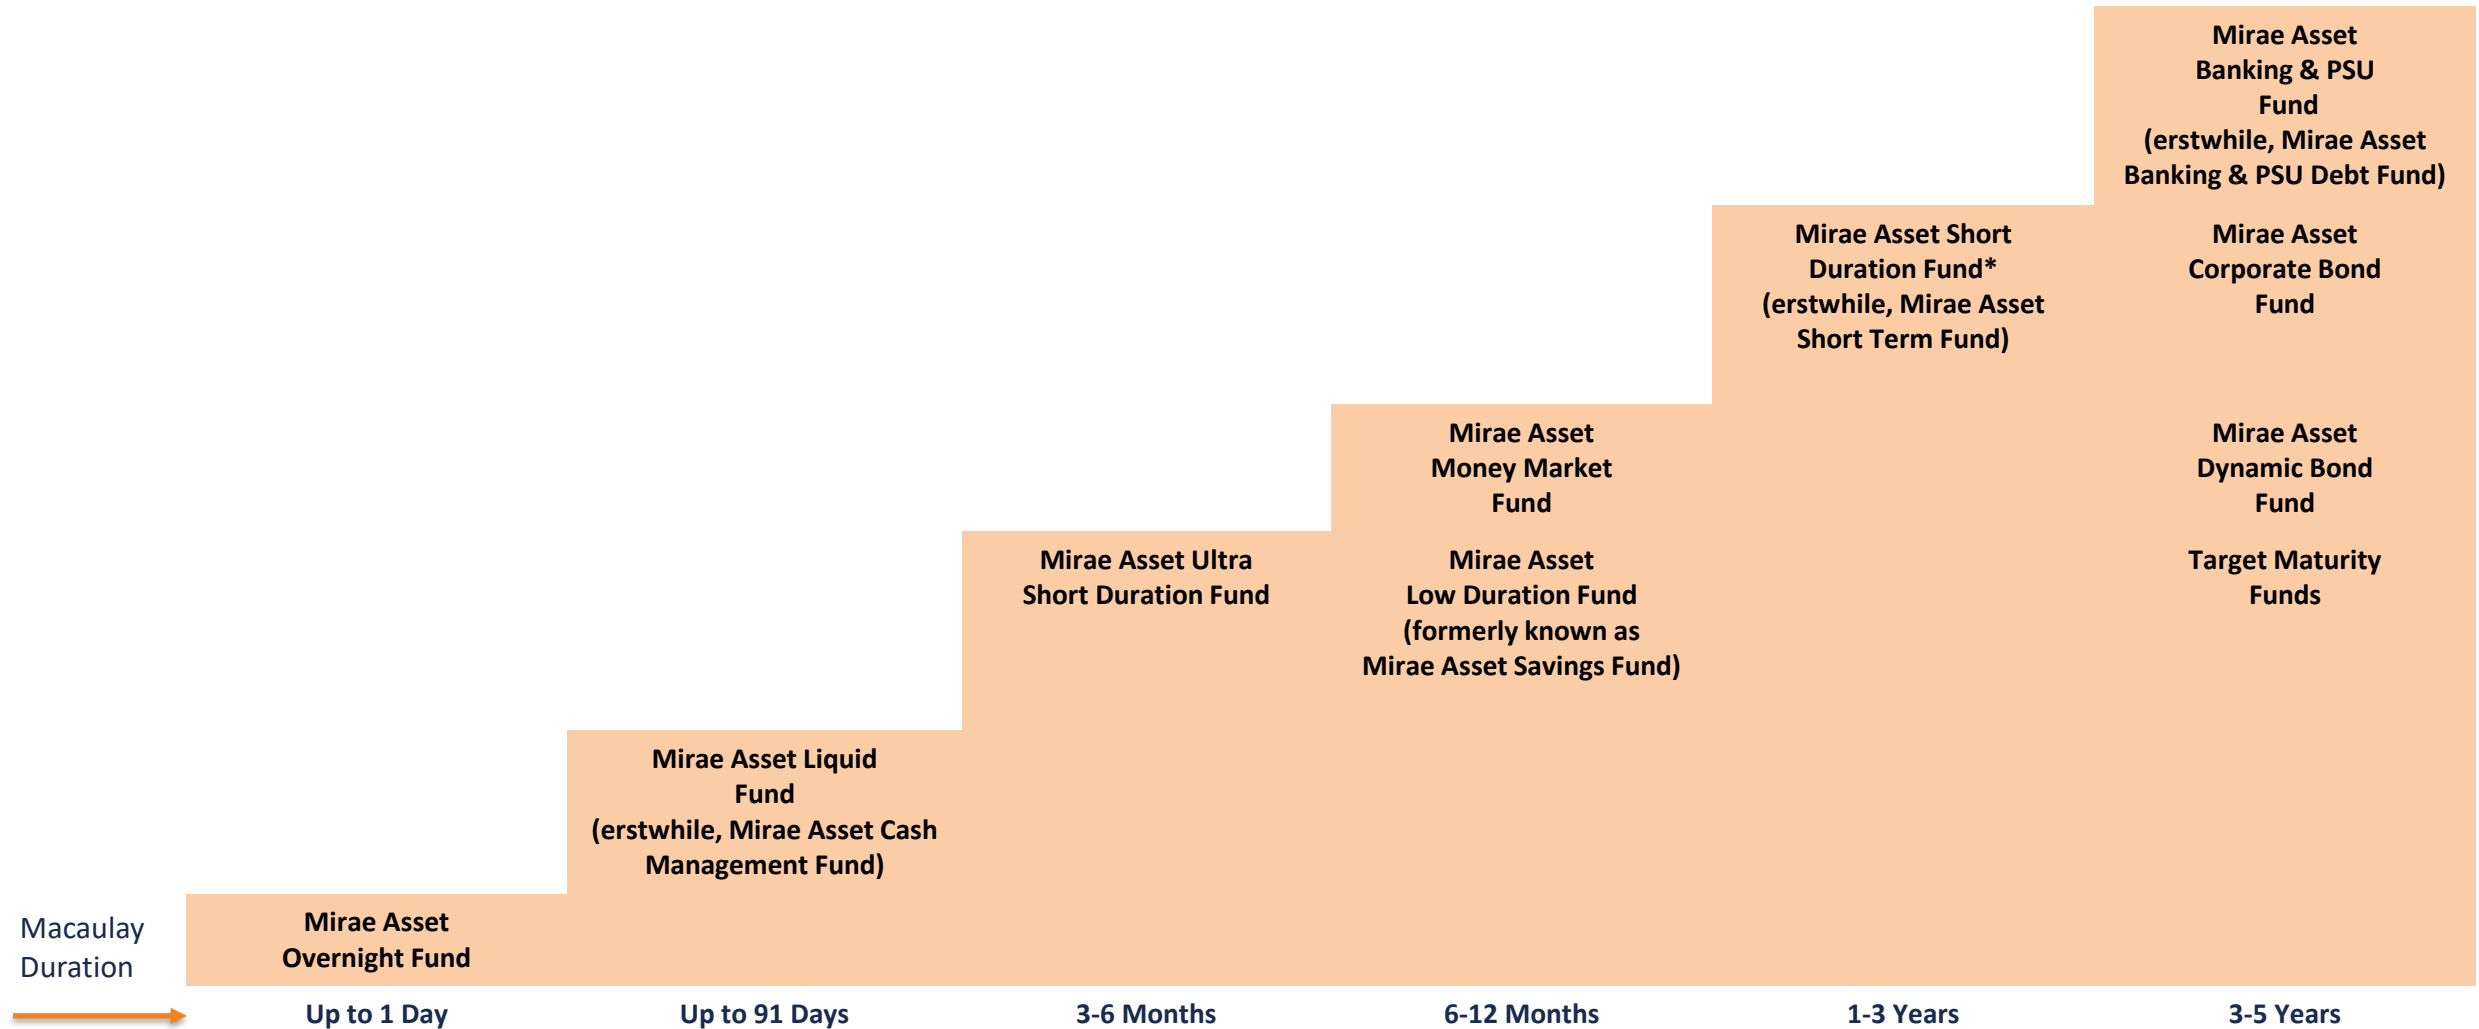 Mirae Asset
Banking & PSU
Fund
(erstwhile, Mirae Asset
Banking & PSU Debt Fund)
Mirae Asset Short
Duration Fund*
(erstwhile, Mirae Asset
Short Term Fund)
Mirae Asset
Corporate Bond
Fund
Mirae Asset
Money Market
Fund
Mirae Asset
Dynamic Bond
Fund
Mirae Asset Ultra
Short Duration Fund
Mirae Asset
Low Duration Fund
(formerly known as
Mirae Asset Savings Fund)
Target Maturity
Funds
Mirae Asset Liquid
Fund
(erstwhile, Mirae Asset Cash
Management Fund)
Macaulay
Duration
Mirae Asset
Overnight Fund
Up to 1 Day
Up to 91 Days
3-6 Months
6-12 Months
1-3 Years
3-5 Years